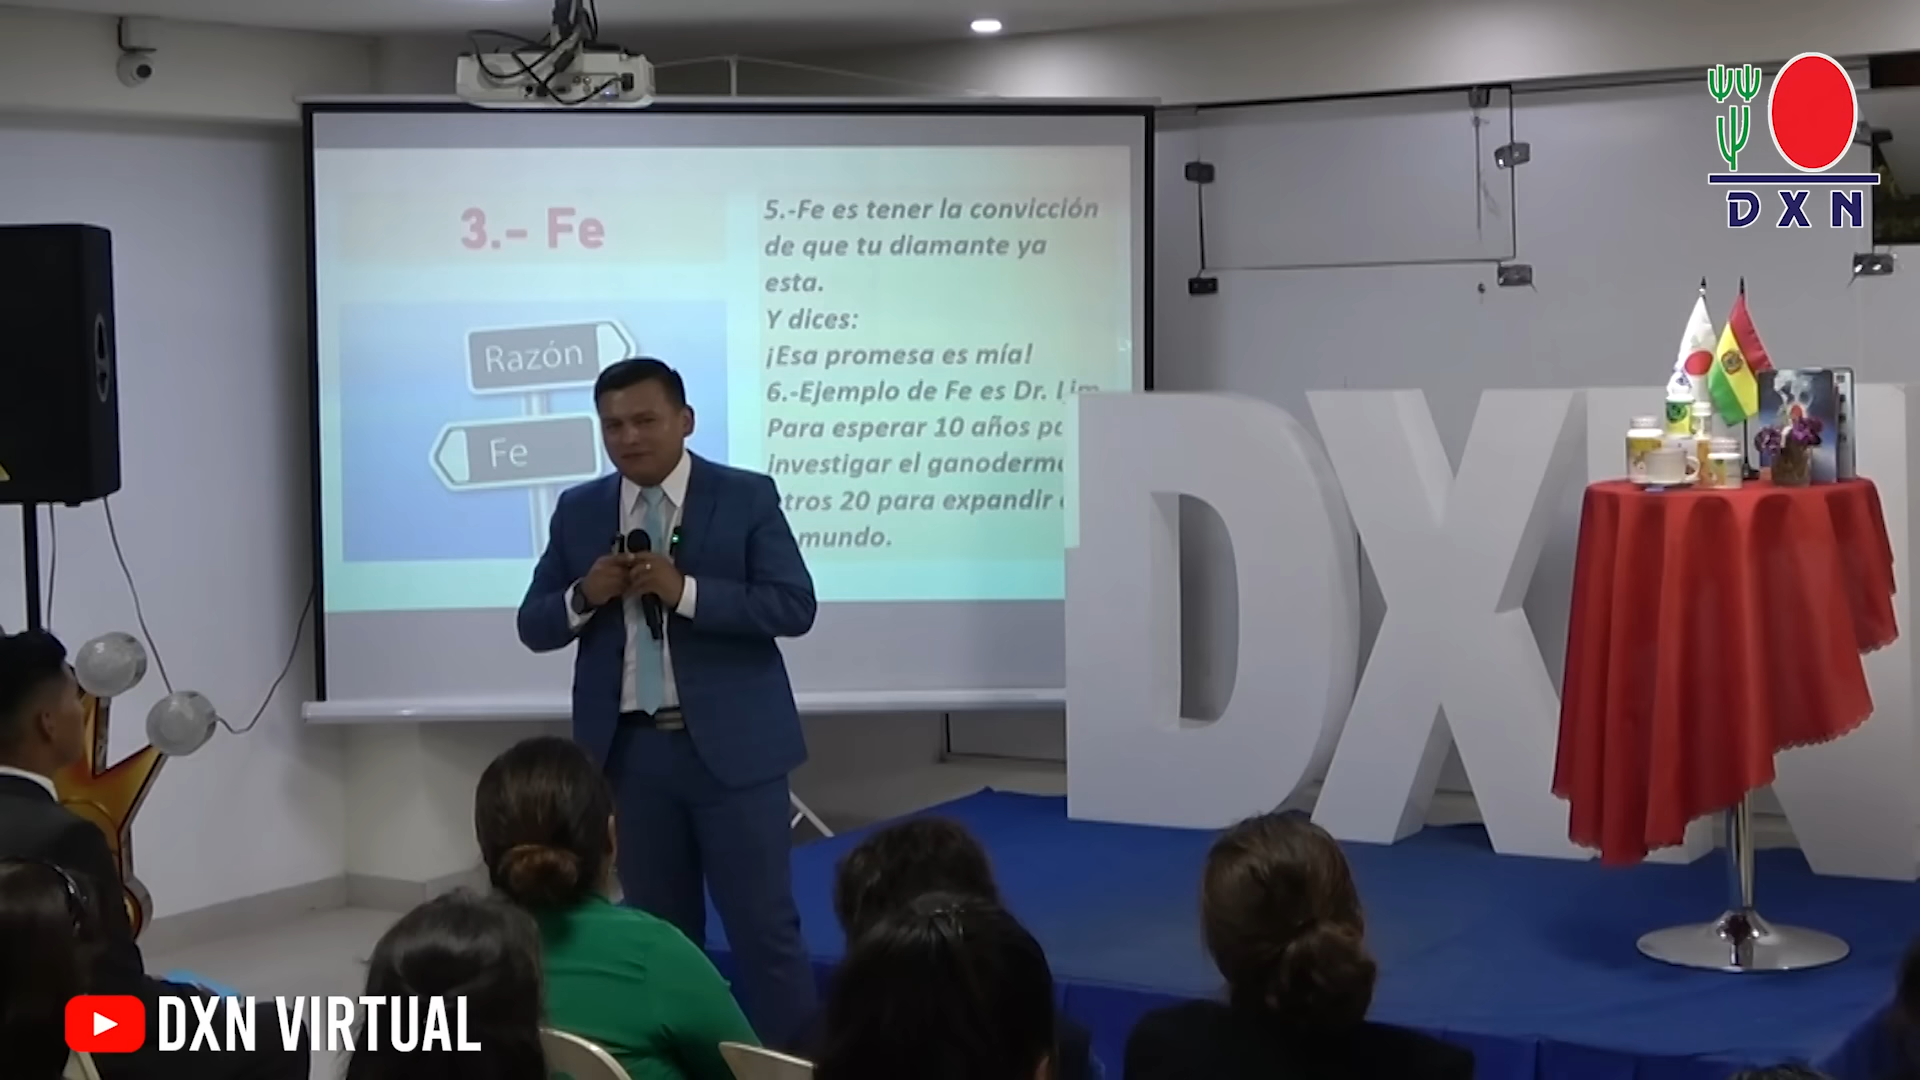 DXN
3.- Fe
Razón
Fe
5.-Fe es tener la convicción
de que tu diamante ya
esta.
Y dices:
¡Esa promesa es mía!
6.-Ejemplo de Fe es Dr.
Para esperar 10 años
investigar el
20 para expandir
mundo.
DX
DXN VIRTUAL